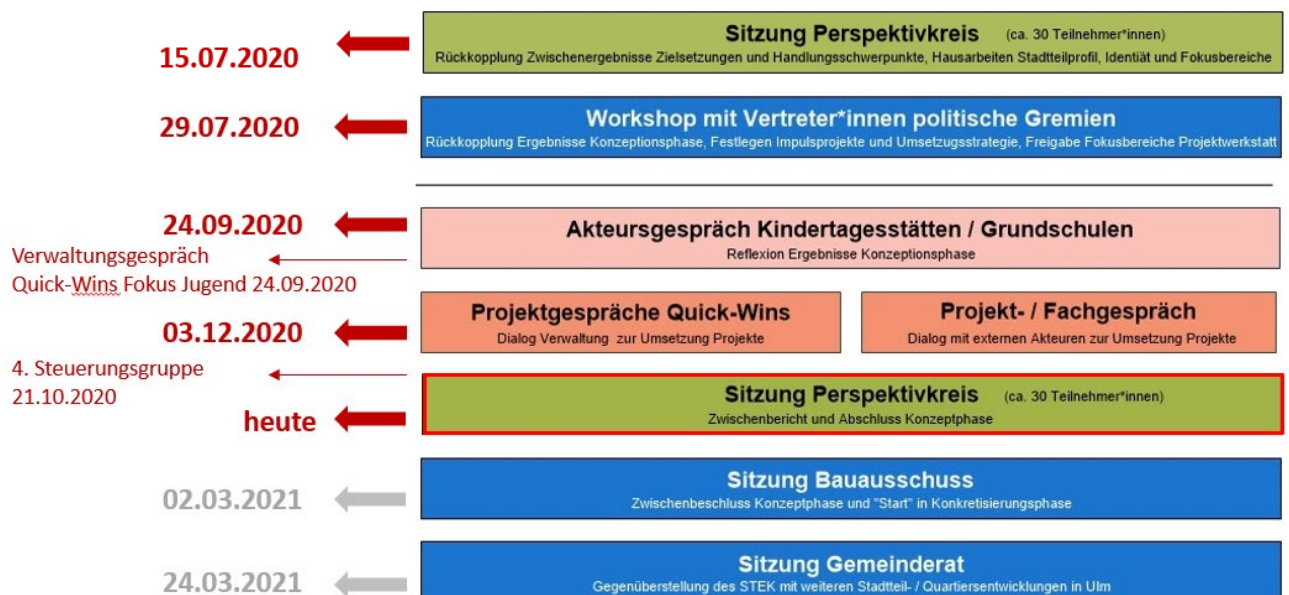 15.07.2020
Sitzung Perspektivkreis (ca. 30 Teilnehmer*innen)
Rückkopplung Zwischenergebnisse Zielsetzungen und Handlungsschwerpunkte, Hausarbeiten Stadtteilprofil, Identiät und Fokusbereiche
29.07.2020
Workshop mit Vertreter*innen politische Gremien
Rückkopplung Ergebnisse Konzeptionsphase, Festlegen Impulsprojekte und Umsetzugsstrategie, Freigabe Fokusbereiche Projektwerkstatt
24.09.2020
Akteursgespräch Kindertagesstätten / Grundschulen
Reflexion Ergebnisse Konzeptionsphase
Verwaltungsgespräch
Quick-Wins Fokus Jugend 24.09.2020
03.12.2020
Projektgespräche Quick-Wins
Dialog Verwaltung zur Umsetzung Projekte
Projekt- / Fachgespräch
Dialog mit externen Akteuren zur Umsetzung Projekte
4. Steuerungsgruppe
21.10.2020
heute
Sitzung Perspektivkreis (ca. 30 Teilnehmer*innen)
Zwischenbericht und Abschluss Konzeptphase
02.03.2021
Sitzung Bauausschuss
Zwischenbeschluss Konzeptphase und "Start" in Konkretisierungsphase
24.03.2021
Sitzung Gemeinderat
Gegenüberstellung des STEK mit weiteren Stadtteil- / Quartiersentwicklungen in Ulm